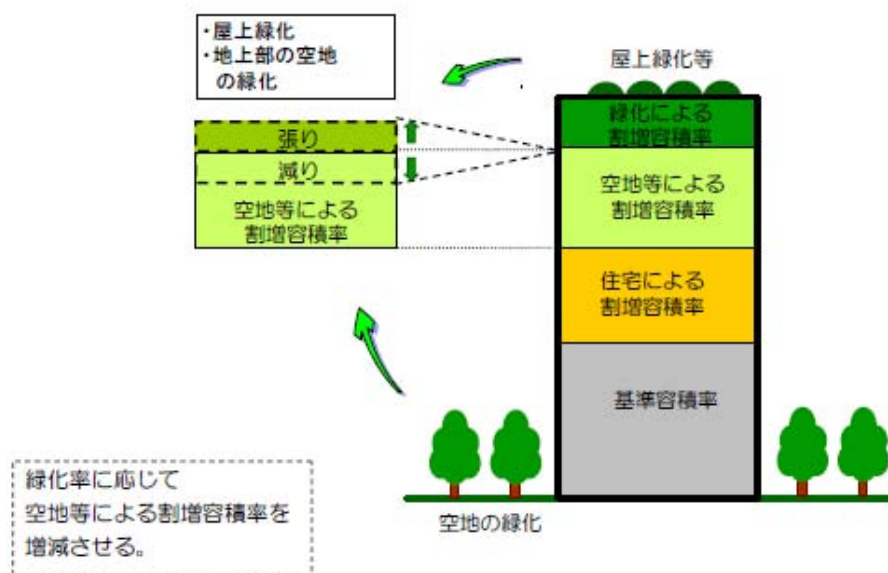 ・屋上緑化
・地上部の空地
の緑化
屋上緑化等
緑化による
割増容積率
張り
減り
空地等による
割増容積率
空地等による
割増容積率
住宅による
割増容積率
基準容積率
緑化率に応じて
空地等による割増容積率を
増減させる。
空地の緑化